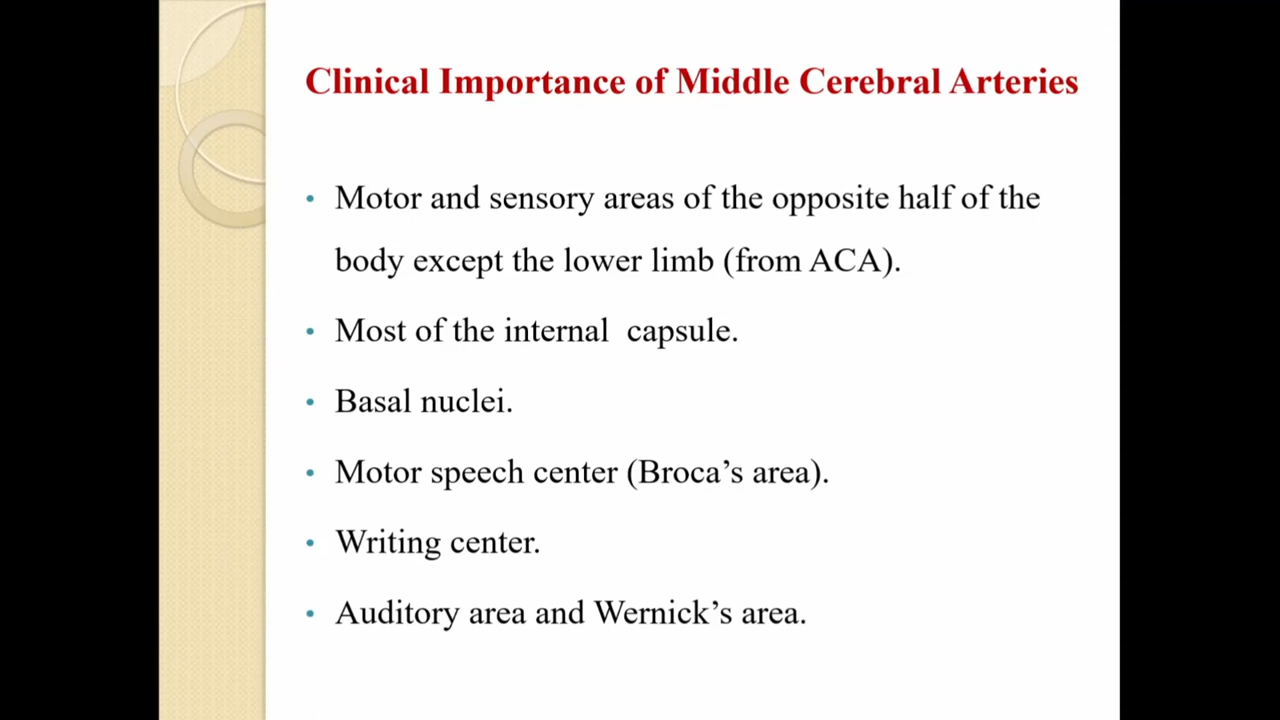 Clinical Importance of Middle Cerebral Arteries
• Motor and sensory areas of the opposite half of the
body except the lower limb (from ACA).
• Most of the internal  capsule.
• Basal nuclei.
• Motor speech center (Broca’s area).
• Writing center.
• Auditory area and Wernick’s area.